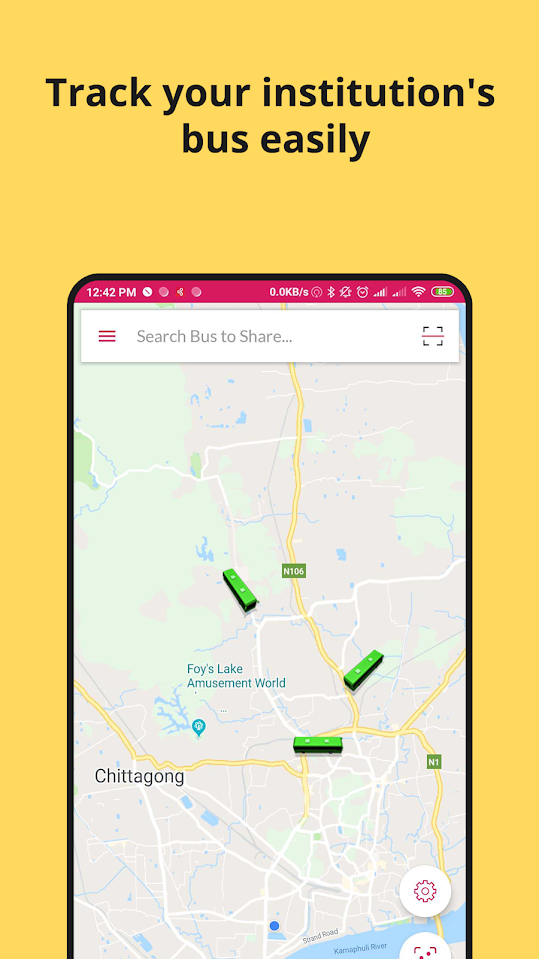 Track your institution's
bus easily
12:42 PM
0.0KB/s
85
Search Bus to Share...
N106
Foy's Lake
Amusement World
N1
Chittagong
Strand Road
Karnaphuli River